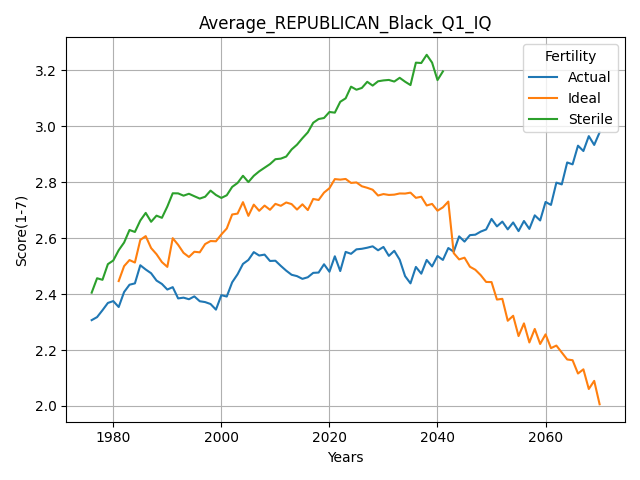 Average_REPUBLICAN_Black_Q1_IQ
Score(1-7)
3.2
3.0
2.8
2.6
2.4
2.2
2.0
Fertility
Actual
Ideal
Sterile
1980
2000
2020
2040
2060
Years